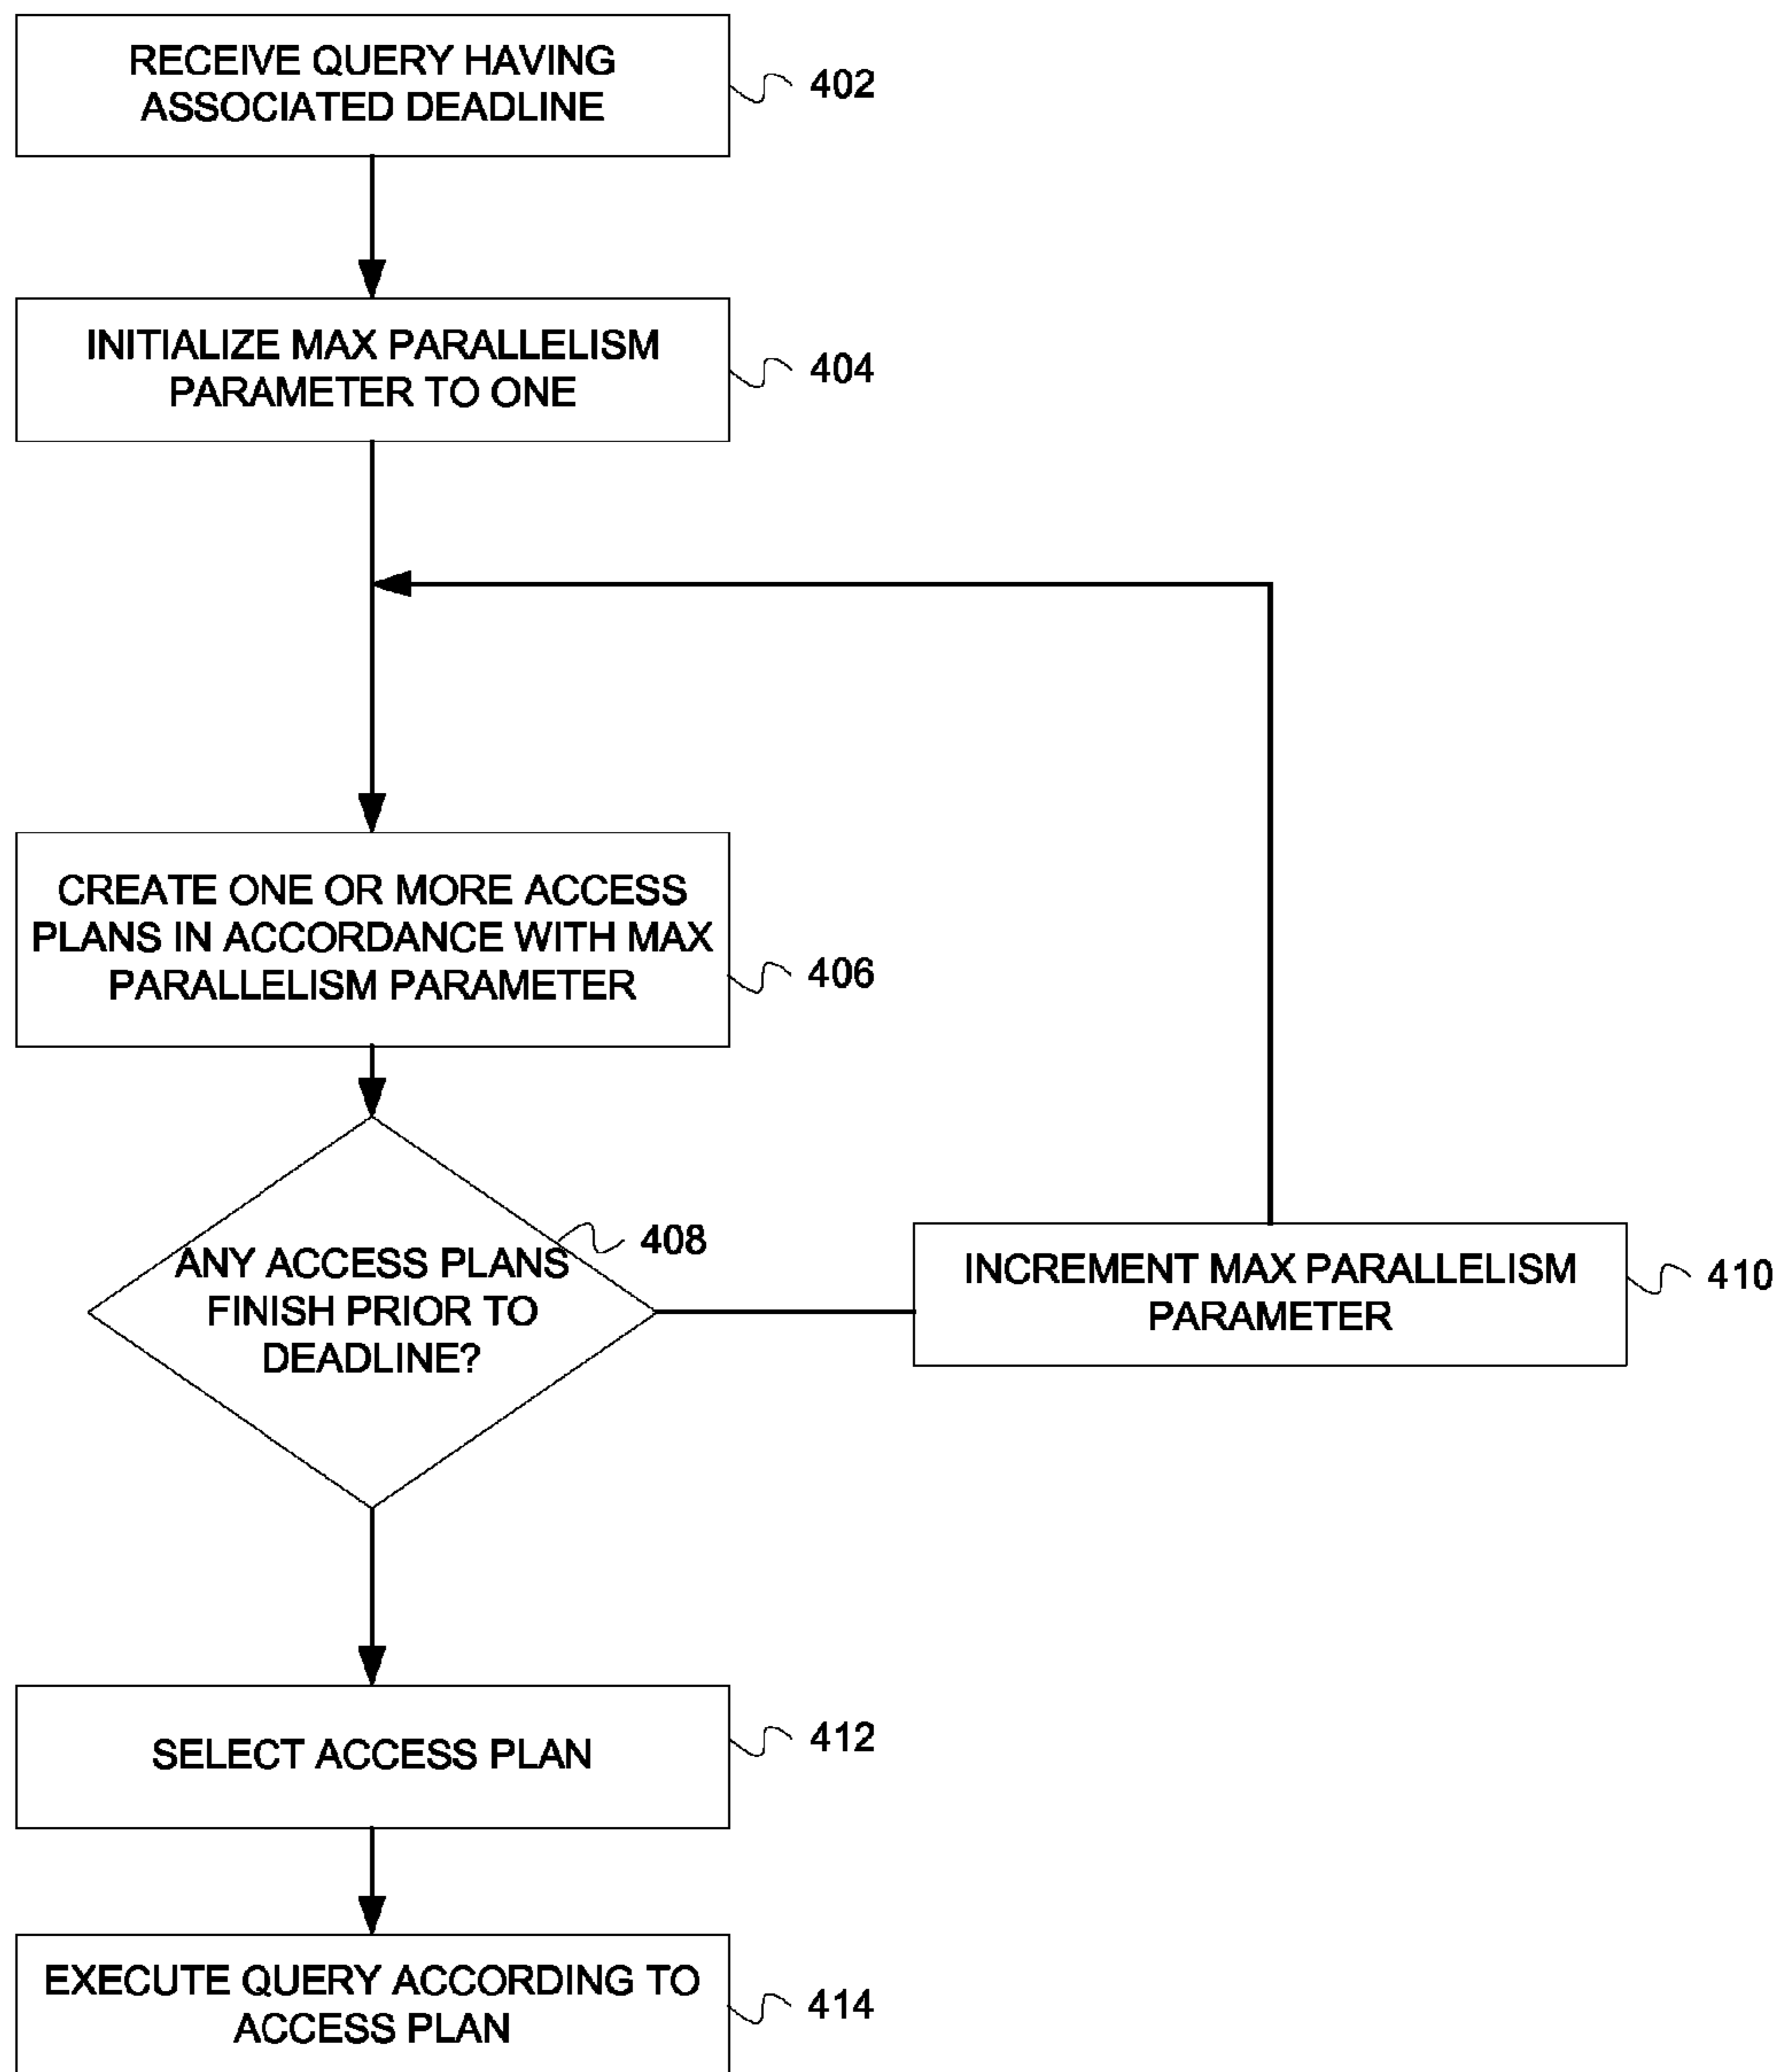 RECEIVE QUERY HAVING
ASSOCIATED DEADLINE
402
INITIALIZE MAX PARALLELISM
PARAMETER TO ONE
404
CREATE ONE OR MORE ACCESS
PLANS IN ACCORDANCE WITH MAX
PARALLELISM PARAMETER
406
ANY ACCESS PLANS
FINISH PRIOR TO
DEADLINE?
408
INCREMENT MAX PARALLELISM
PARAMETER
410
SELECT ACCESS PLAN
412
EXECUTE QUERY ACCORDING TO
ACCESS PLAN
414